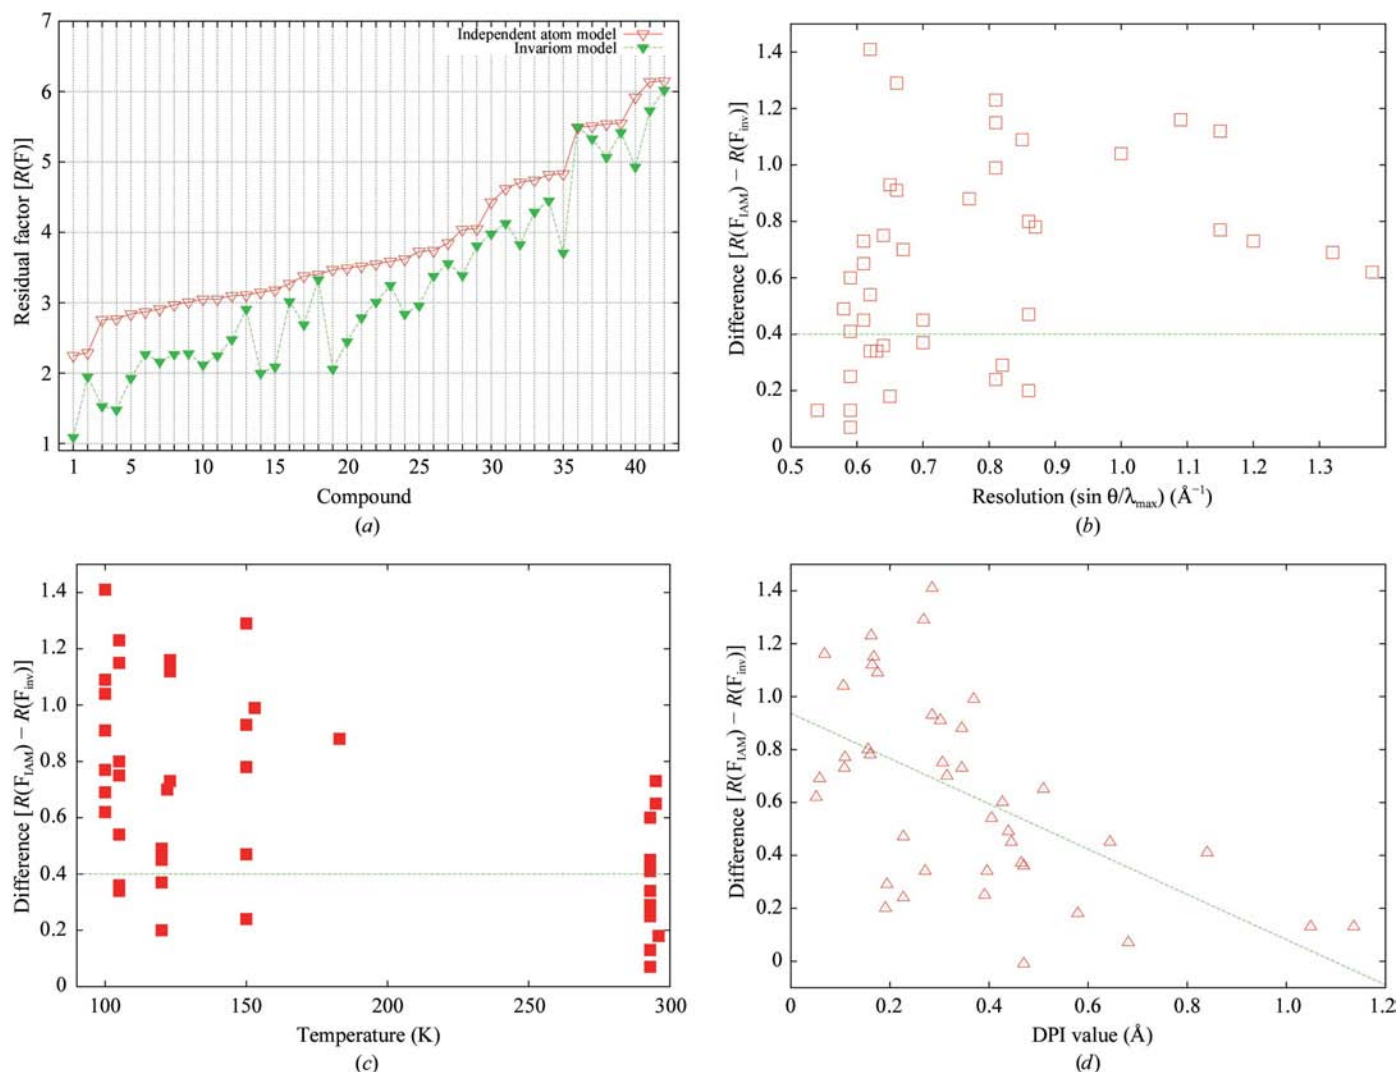 7
6
5
4
3
2
1
Residual factor [R(F)]
Independent atom model
Invariom model
1 5 10 15 20 25 30 35 40
Compound
(a)
1.4
1.2
1.0
0.8
0.6
0.4
0.2
0
Difference [R(F_IAM) − R(F_inv)]
0.5 0.6 0.7 0.8 0.9 1.0 1.1 1.2 1.3
Resolution (sin θ/λ_max) (Å⁻¹)
(b)
1.4
1.2
1.0
0.8
0.6
0.4
0.2
0
Difference [R(F_IAM) − R(F_inv)]
100 150 200 250 300
Temperature (K)
(c)
1.4
1.2
1.0
0.8
0.6
0.4
0.2
0
Difference [R(F_IAM) − R(F_inv)]
0 0.2 0.4 0.6 0.8 1.0 1.2
DPI value (Å)
(d)